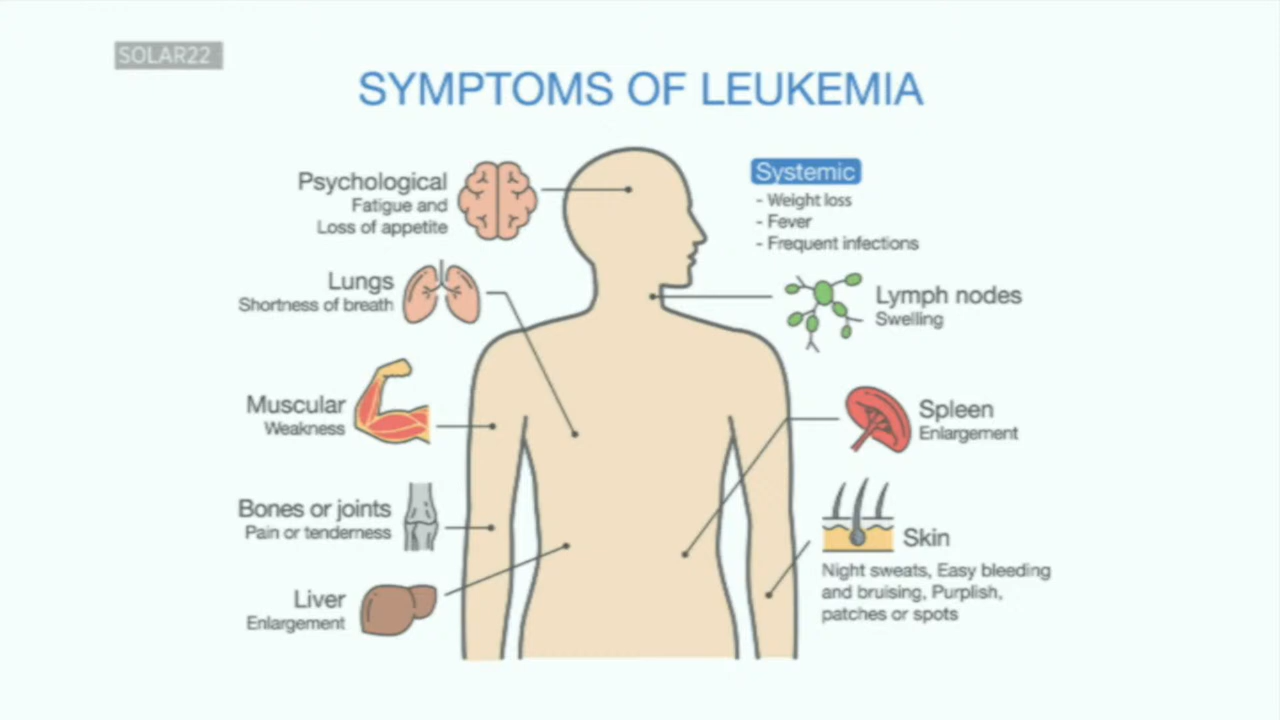 SOLAR22
SYMPTOMS OF LEUKEMIA
Psychological
Fatigue and
Loss of appetite
Systemic
- Weight loss
- Fever
- Frequent infections
Lungs
Shortness of breath
Lymph nodes
Swelling
Muscular
Weakness
Spleen
Enlargement
Bones or joints
Pain or tenderness
Skin
Night sweats, Easy bleeding
and bruising, Purplish,
patches or spots
Liver
Enlargement